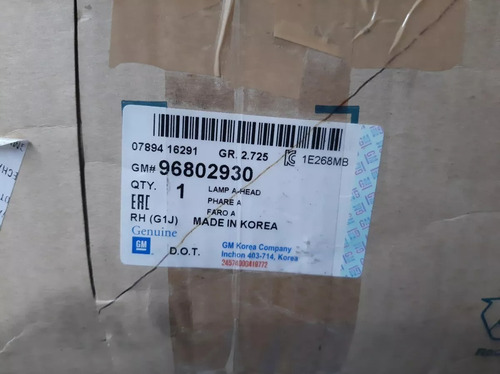 07894 16291 GR. 2.725 1E268MB
GM# 96802930
QTY. 1 LAMP A-HEAD
PHARE A
EAC FARO A
RH (G1J) MADE IN KOREA
Genuine
GM D.O.T. GM Korea Company
Inchon 403-714, Korea